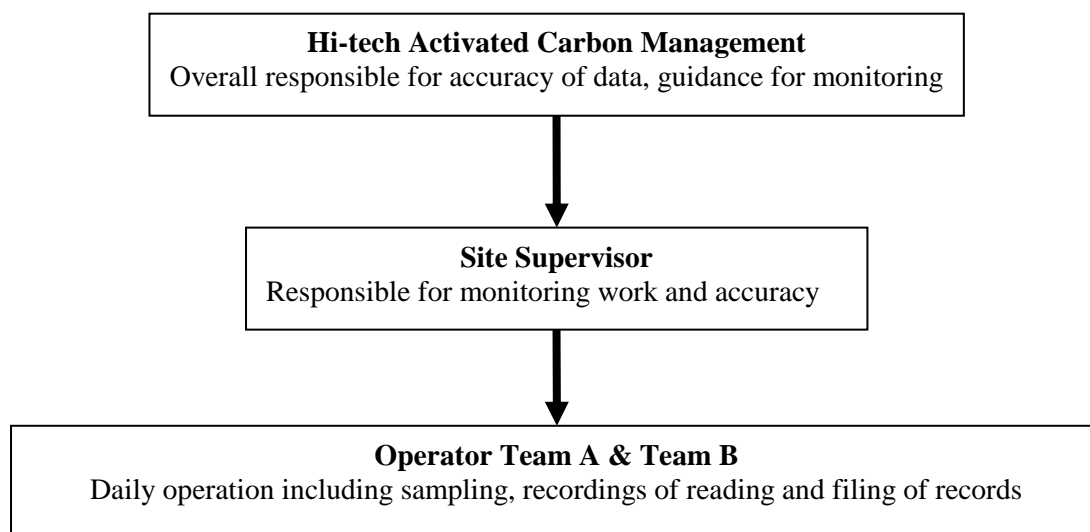 Hi-tech Activated Carbon Management
Overall responsible for accuracy of data, guidance for monitoring
Site Supervisor
Responsible for monitoring work and accuracy
Operator Team A & Team B
Daily operation including sampling, recordings of reading and filing of records